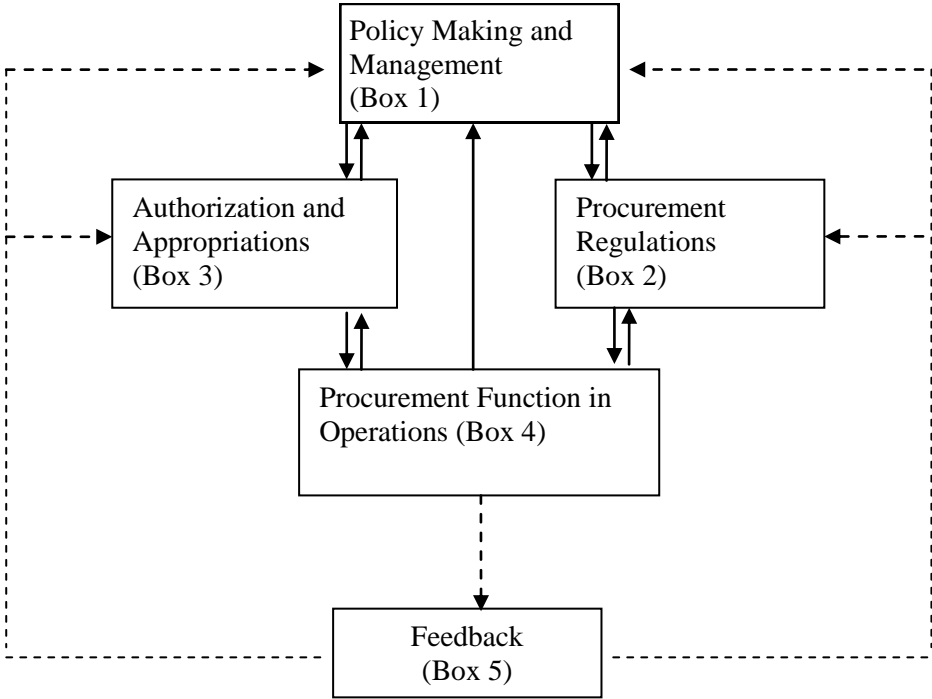 Policy Making and
Management
(Box 1)
Authorization and
Appropriations
(Box 3)
Procurement
Regulations
(Box 2)
Procurement Function in
Operations (Box 4)
Feedback
(Box 5)